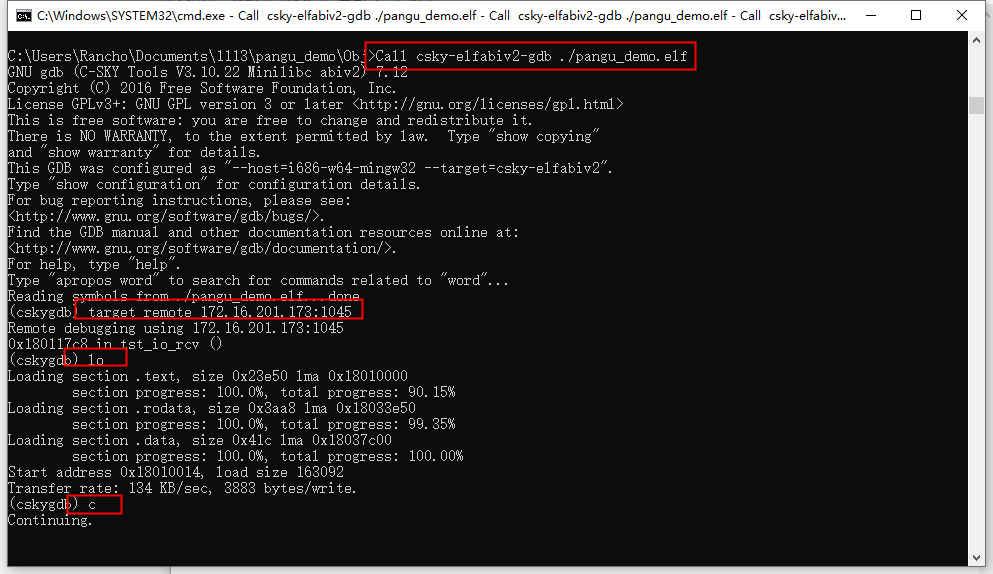 C:\Windows\SYSTEM32\cmd.exe - Call  csky-elfabiv2-gdb ./pangu_demo.elf - Call  csky-elfabiv2-gdb ./pangu_demo.elf - Call  csky-elfabiv...
C:\Users\Rancho\Documents\1113\pangu_demo\Obj>Call csky-elfabiv2-gdb ./pangu_demo.elf
GNU gdb (C-SKY Tools V3.10.22 Minilibc abiv2) 7.12
Copyright (C) 2016 Free Software Foundation, Inc.
License GPLv3+: GNU GPL version 3 or later <http://gnu.org/licenses/gpl.html>
This is free software: you are free to change and redistribute it.
There is NO WARRANTY, to the extent permitted by law.  Type "show copying"
and "show warranty" for details.
This GDB was configured as "--host=i686-w64-mingw32 --target=csky-elfabiv2".
Type "show configuration" for configuration details.
For bug reporting instructions, please see:
<http://www.gnu.org/software/gdb/bugs/>.
Find the GDB manual and other documentation resources online at:
<http://www.gnu.org/software/gdb/documentation/>.
For help, type "help".
Type "apropos word" to search for commands related to "word"...
Reading symbols from ./pangu_demo.elf...done.
(cskygdb) target remote 172.16.201.173:1045
Remote debugging using 172.16.201.173:1045
0x180117c8 in tst_io_rcv ()
(cskygdb) lo
Loading section .text, size 0x23e50 lma 0x18010000
section progress: 100.0%, total progress: 90.15%
Loading section .rodata, size 0x3aa8 lma 0x18033e50
section progress: 100.0%, total progress: 99.35%
Loading section .data, size 0x41c lma 0x18037c00
section progress: 100.0%, total progress: 100.00%
Start address 0x18010014, load size 163092
Transfer rate: 134 KB/sec, 3883 bytes/write.
(cskygdb) c
Continuing.